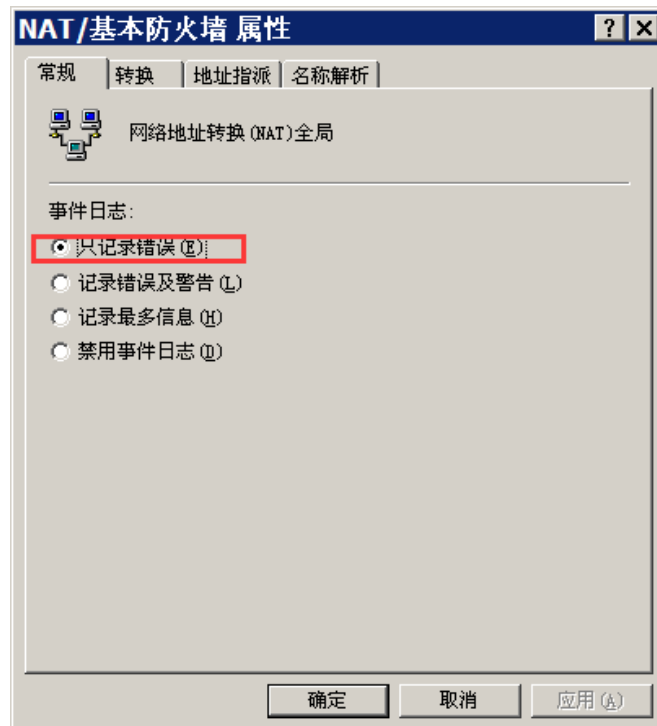 NAT/基本防火墙 属性
常规 转换 地址指派 名称解析
网络地址转换(NAT)全局
事件日志:
只记录错误(E)
记录错误及警告(L)
记录最多信息(H)
禁用事件日志(D)
确定 取消 应用(A)